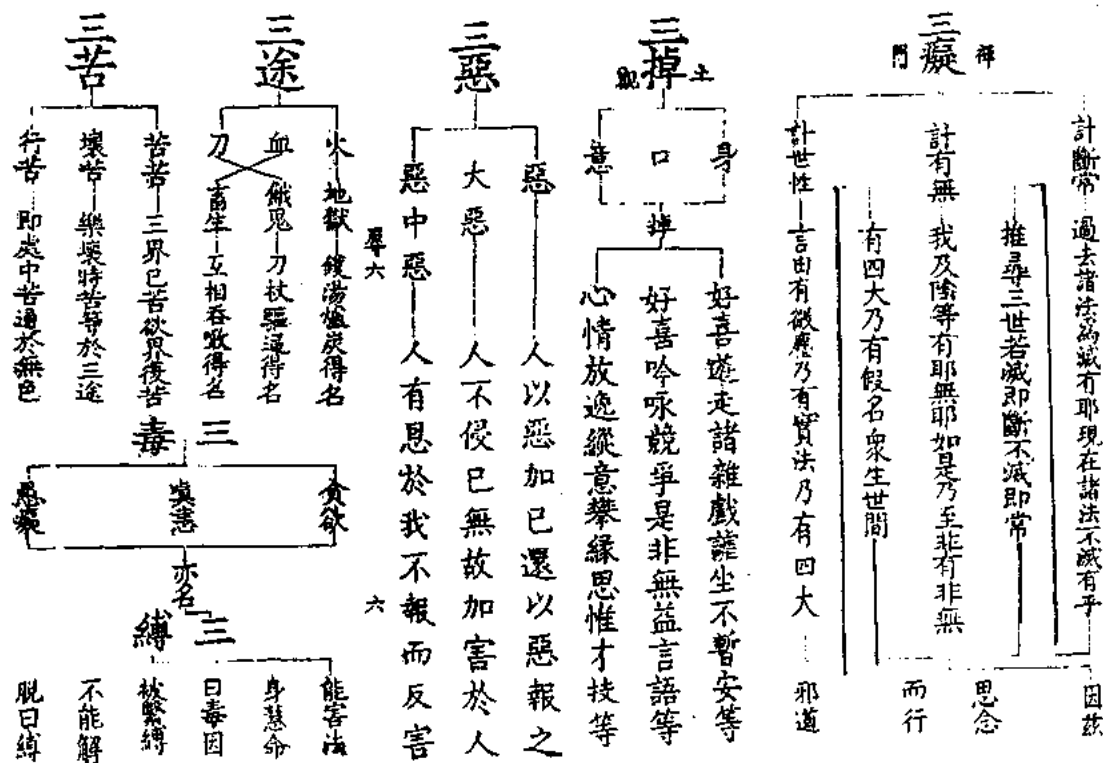 三癡
禪門
計斷常
過去諸法為滅有耶現在諸法不滅有乎
推尋三世若滅即斷不滅即常
計有無
我及陰等有耶無耶如是乃至非有非無
有四大乃有假名衆生世間
計世性
言由有微塵乃有實法乃有四大
因茲
思念
而行
邪道
三掉
止觀
身
口
意
掉
好喜遊走諸雜戲謔坐不暫安等
好喜吟咏競爭是非無益言語等
心情放逸縱意攀緣思惟才技等
三惡
惡
人以惡加已還以惡報之
大惡
人不侵已無故加害於人
惡中惡
人有恩於我不報而反害
六
三途
火
地獄
鑊湯爐炭得名
血
餓鬼
刀杖驅逼得名
刀
畜生
互相吞噉得名
三苦
苦苦
三界已苦欲界復苦
壞苦
樂壞時苦等於三途
行苦
即處中苦通於無色
三毒
貪欲
嗔恚
愚癡
亦名
三縛
能害法
身慧命
曰毒因
被繫縛
不能解
脫曰縛